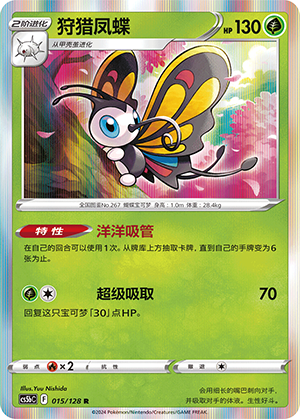 2阶进化
狩猎凤蝶
HP 130
从甲壳茧进化
全国图鉴No.267 蝴蝶宝可梦 身高：1.0m 体重：28.4kg
特性 洋洋吸管
在自己的回合可以使用1次。从牌库上方抽取卡牌，直到自己的手牌变为6
张为止。
超级吸取 70
回复这只宝可梦「30」点HP。
弱点 ×2 抵抗力 撤退
Illus.Yuu Nishida
cs5bC F 015/128 R
会用细长的嘴巴刺向对手，
并吸取对手的体液。生性好斗。
©2024 Pokémon/Nintendo/Creatures/GAME FREAK